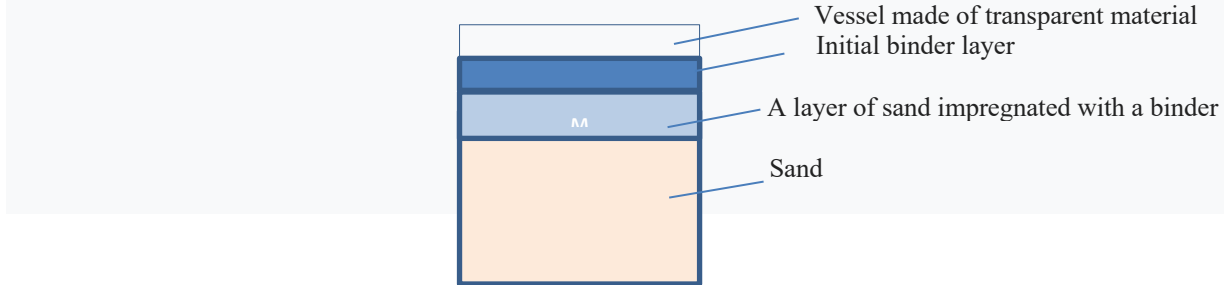 Vessel made of transparent material
Initial binder layer
A layer of sand impregnated with a binder
Sand